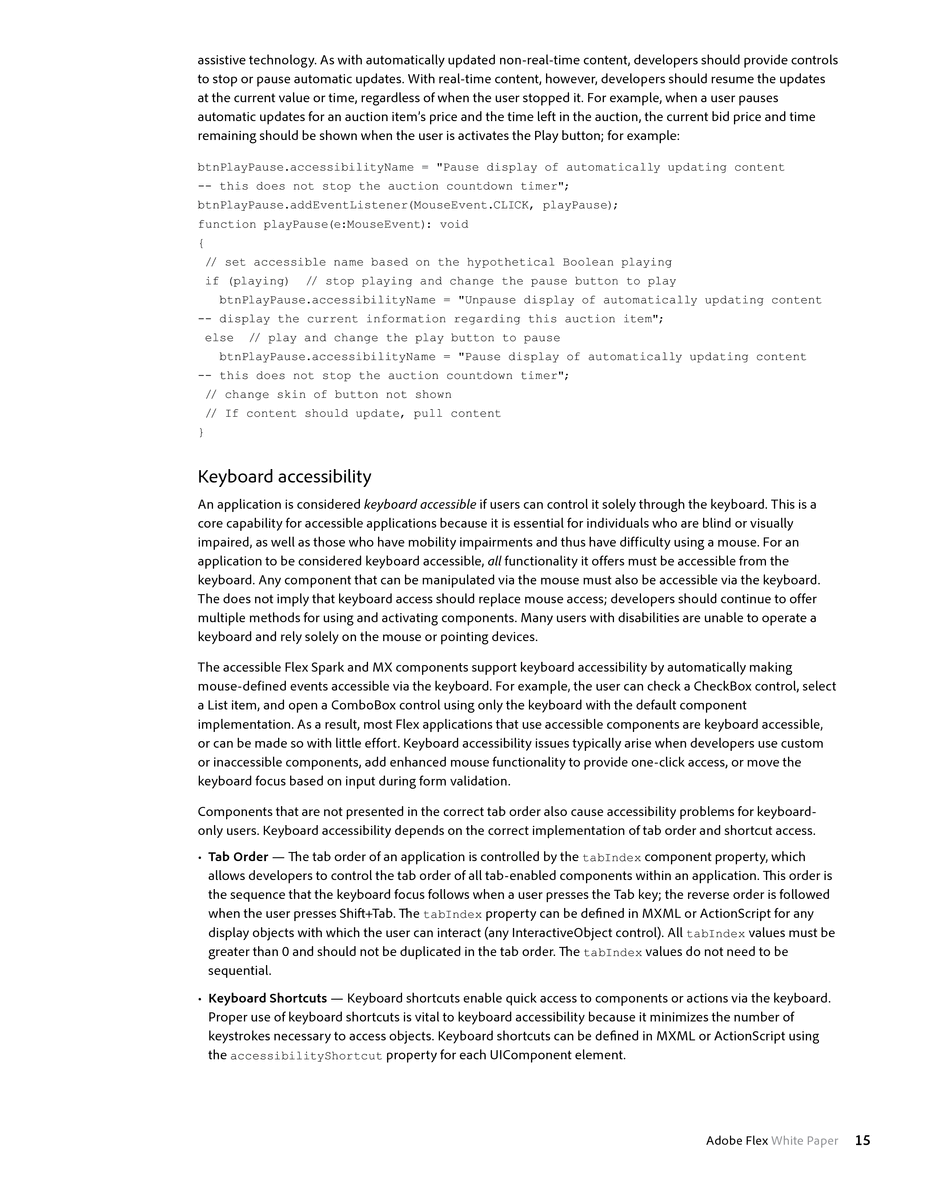 assistive technology. As with automatically updated non-real-time content, developers should provide controls
to stop or pause automatic updates. With real-time content, however, developers should resume the updates
at the current value or time, regardless of when the user stopped it. For example, when a user pauses
automatic updates for an auction item's price and the time left in the auction, the current bid price and time
remaining should be shown when the user is activates the Play button; for example:
btnPlayPause.accessibilityName = "Pause display of automatically updating content
-- this does not stop the auction countdown timer";
btnPlayPause.addEventListener(MouseEvent.CLICK, playPause);
function playPause(e:MouseEvent): void
{
// set accessible name based on the hypothetical Boolean playing
if (playing)  // stop playing and change the pause button to play
btnPlayPause.accessibilityName = "Unpause display of automatically updating content
-- display the current information regarding this auction item";
else  // play and change the play button to pause
btnPlayPause.accessibilityName = "Pause display of automatically updating content
-- this does not stop the auction countdown timer";
// change skin of button not shown
// If content should update, pull content
}
Keyboard accessibility
An application is considered keyboard accessible if users can control it solely through the keyboard. This is a
core capability for accessible applications because it is essential for individuals who are blind or visually
impaired, as well as those who have mobility impairments and thus have difficulty using a mouse. For an
application to be considered keyboard accessible, all functionality it offers must be accessible from the
keyboard. Any component that can be manipulated via the mouse must also be accessible via the keyboard.
The does not imply that keyboard access should replace mouse access; developers should continue to offer
multiple methods for using and activating components. Many users with disabilities are unable to operate a
keyboard and rely solely on the mouse or pointing devices.
The accessible Flex Spark and MX components support keyboard accessibility by automatically making
mouse-defined events accessible via the keyboard. For example, the user can check a CheckBox control, select
a List item, and open a ComboBox control using only the keyboard with the default component
implementation. As a result, most Flex applications that use accessible components are keyboard accessible,
or can be made so with little effort. Keyboard accessibility issues typically arise when developers use custom
or inaccessible components, add enhanced mouse functionality to provide one-click access, or move the
keyboard focus based on input during form validation.
Components that are not presented in the correct tab order also cause accessibility problems for keyboard-
only users. Keyboard accessibility depends on the correct implementation of tab order and shortcut access.
• Tab Order — The tab order of an application is controlled by the tabIndex component property, which
allows developers to control the tab order of all tab-enabled components within an application. This order is
the sequence that the keyboard focus follows when a user presses the Tab key; the reverse order is followed
when the user presses Shift+Tab. The tabIndex property can be defined in MXML or ActionScript for any
display objects with which the user can interact (any InteractiveObject control). All tabIndex values must be
greater than 0 and should not be duplicated in the tab order. The tabIndex values do not need to be
sequential.
• Keyboard Shortcuts — Keyboard shortcuts enable quick access to components or actions via the keyboard.
Proper use of keyboard shortcuts is vital to keyboard accessibility because it minimizes the number of
keystrokes necessary to access objects. Keyboard shortcuts can be defined in MXML or ActionScript using
the accessibilityShortcut property for each UIComponent element.
Adobe Flex White Paper 15